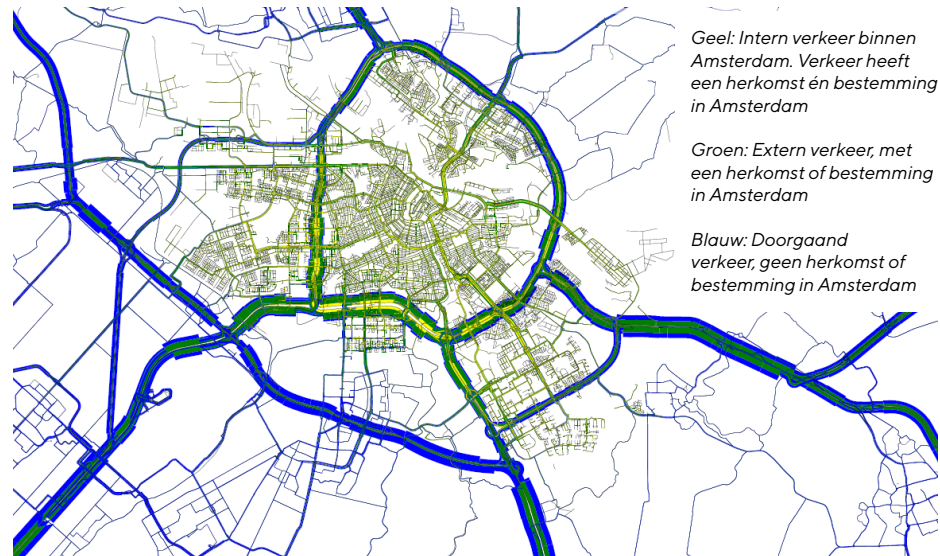 Geel: Intern verkeer binnen
Amsterdam. Verkeer heeft
een herkomst én bestemming
in Amsterdam
Groen: Extern verkeer, met
een herkomst of bestemming
in Amsterdam
Blauw: Doorgaand
verkeer, geen herkomst of
bestemming in Amsterdam